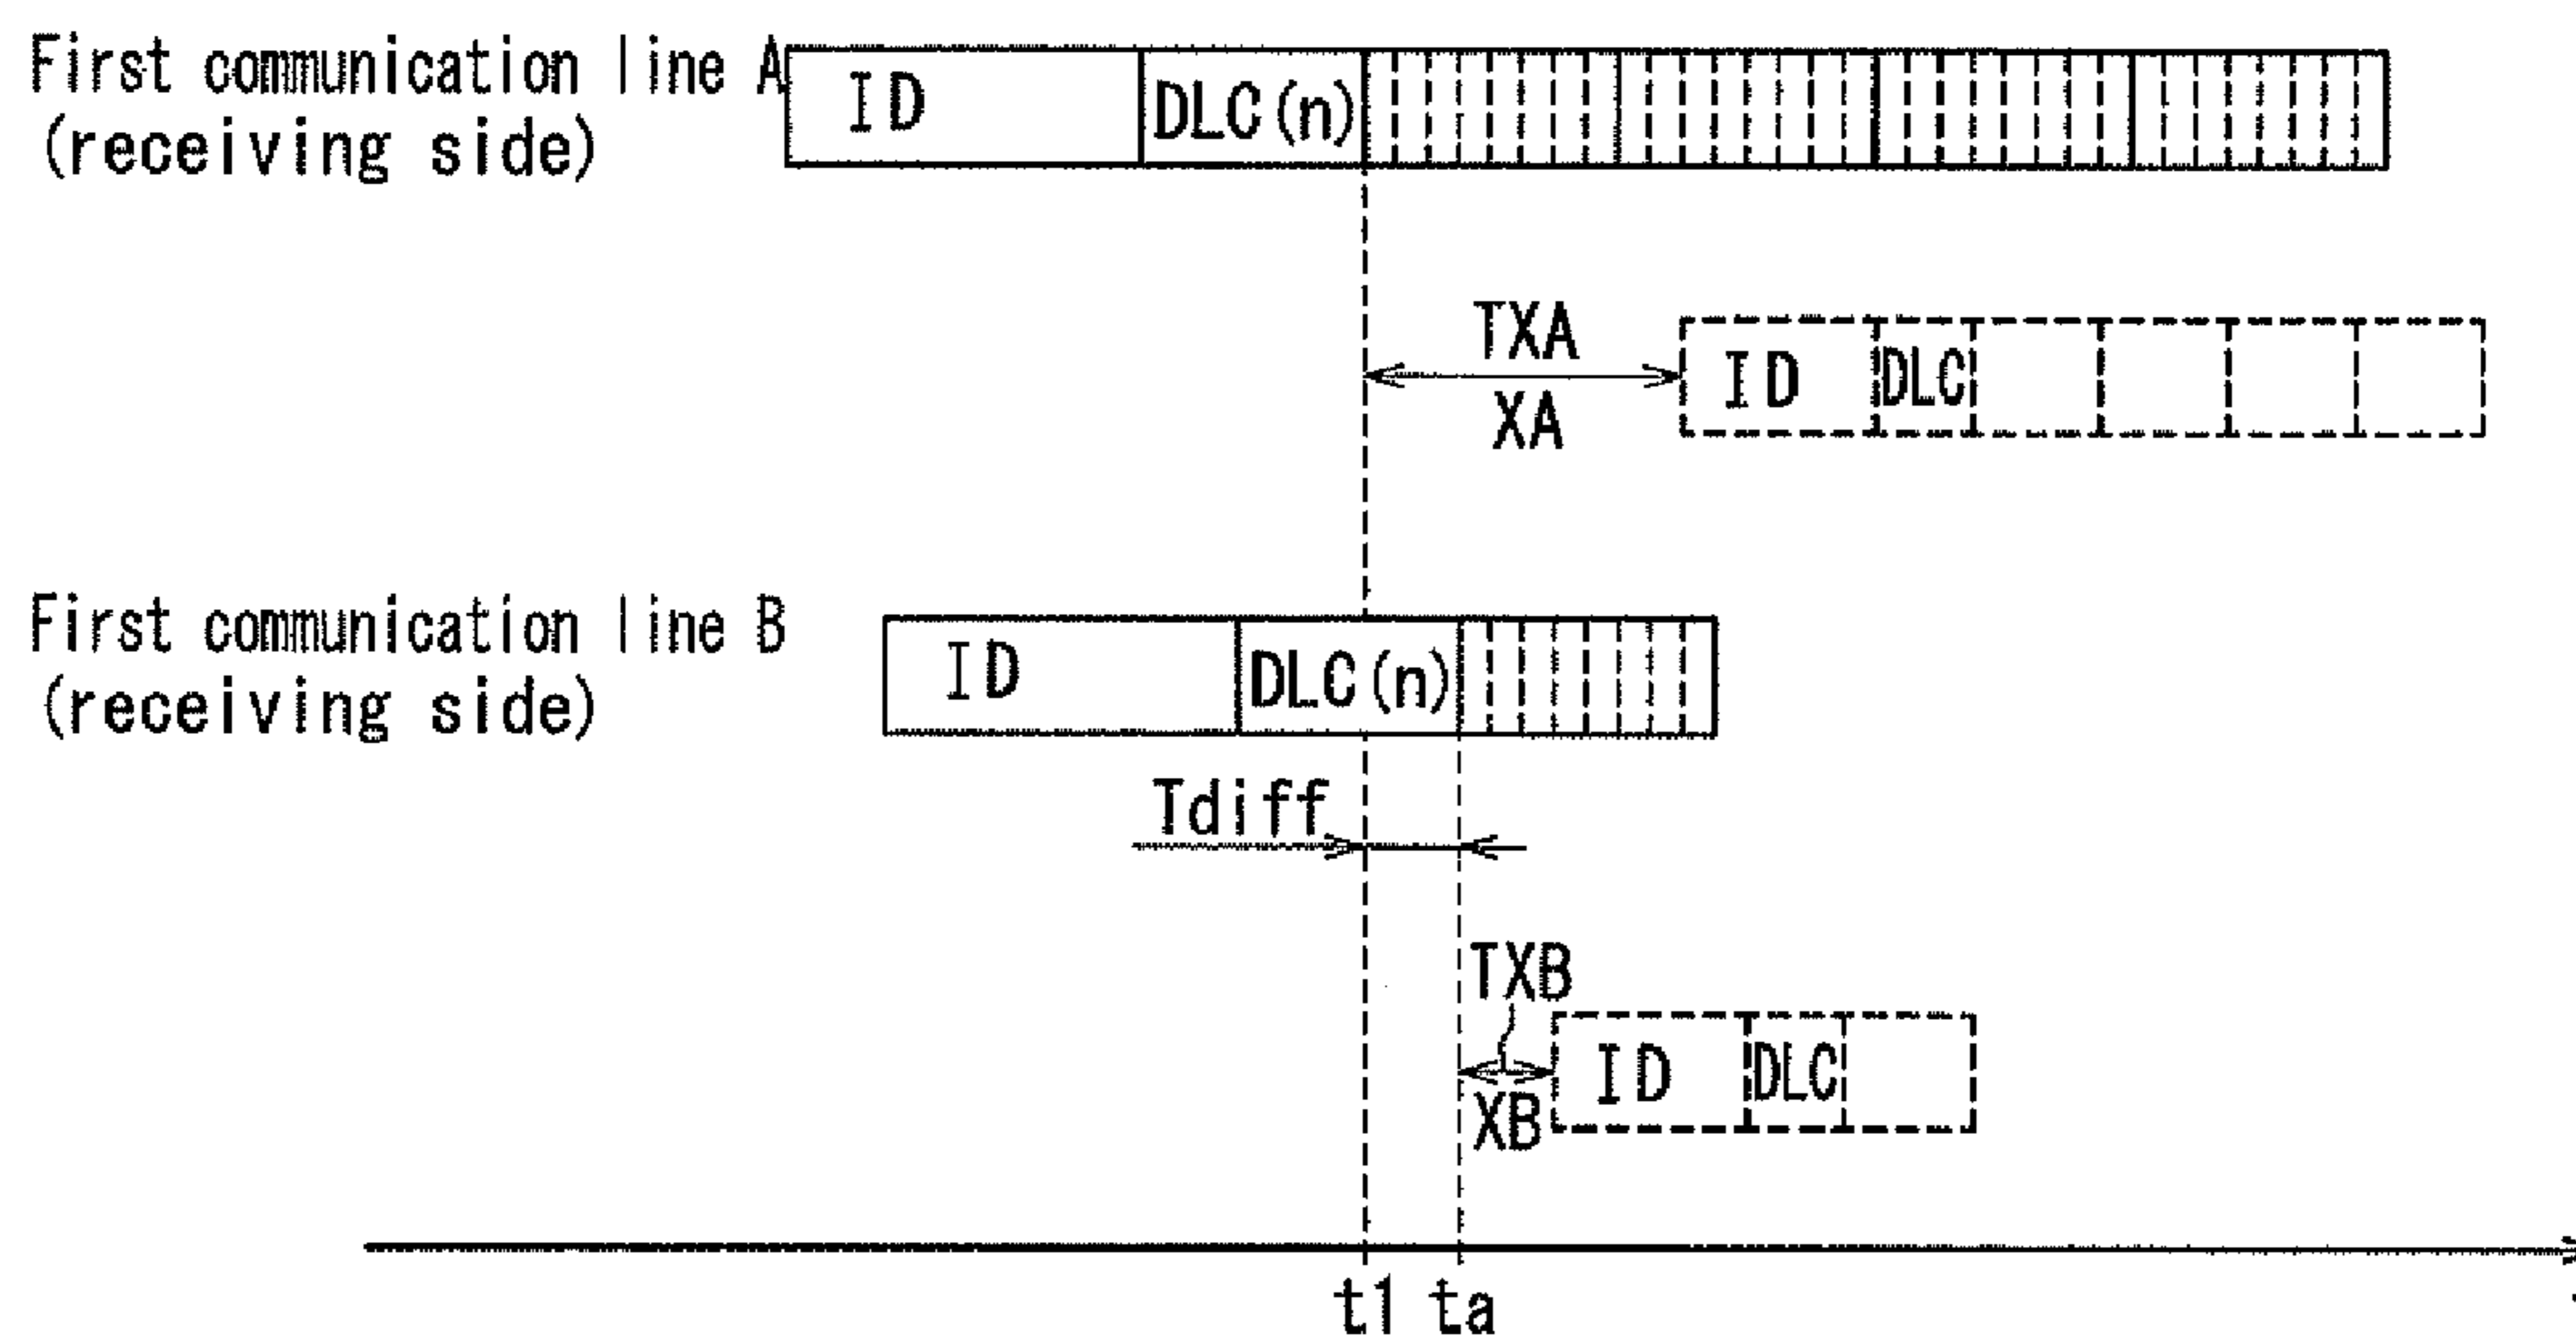 First communication line A
(receiving side)
ID
DLC(n)
TXA
XA
ID
DLC
First communication line B
(receiving side)
ID
DLC(n)
Tdiff
TXB
XB
ID
DLC
t1
ta